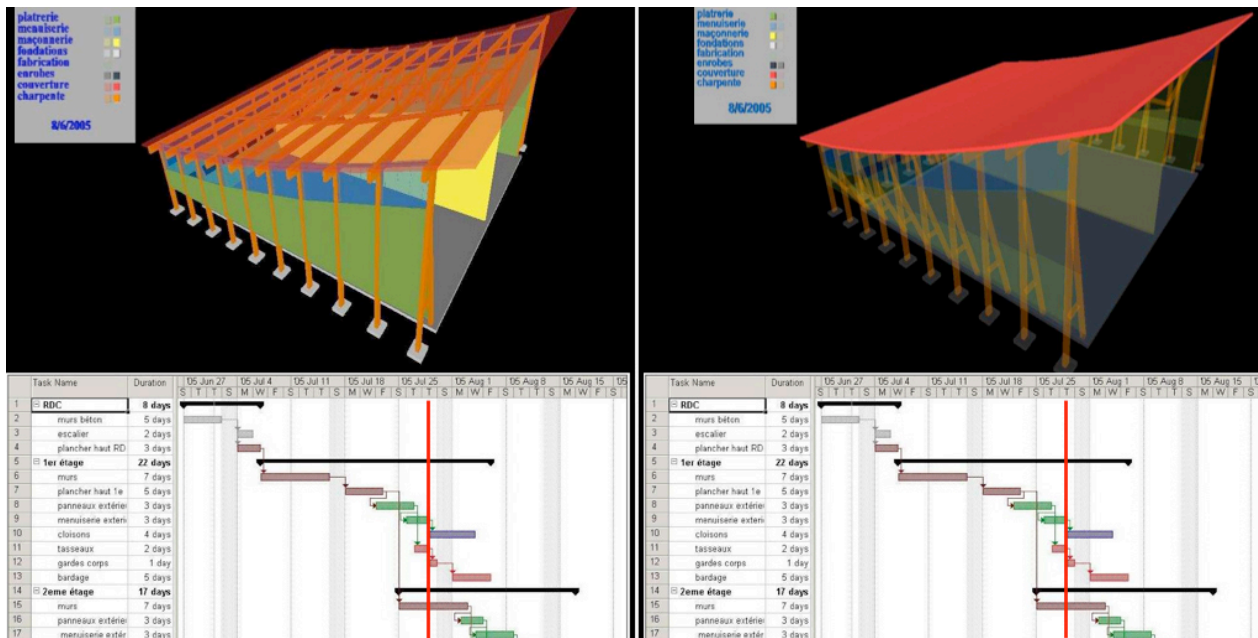 platrerie
menuiserie
maçonnerie
fondations
fabrication
enrobes
couverture
charpente
8/6/2005
platrerie
menuiserie
maçonnerie
fondations
fabrication
enrobes
couverture
charpente
8/6/2005
Task Name Duration '05 Jun 27 '05 Jul 4 '05 Jul 11 '05 Jul 18 '05 Jul 25 '05 Aug 1 '05 Aug 8 '05 Aug 15 '05
S T T S M W F S T T S M W F S T T S M W F S T T S
1 RDC 8 days
2 murs béton 5 days
3 escalier 2 days
4 plancher haut RD 3 days
5 1er étage 22 days
6 murs 7 days
7 plancher haut 1e 5 days
8 panneaux extérieu 3 days
9 menuiserie exteri 3 days
10 cloisons 4 days
11 tasseaux 2 days
12 gardes corps 1 day
13 bardage 5 days
14 2eme étage 17 days
15 murs 7 days
16 panneaux extérieu 3 days
17 menuiserie extér 3 days
Task Name Duration '05 Jun 27 '05 Jul 4 '05 Jul 11 '05 Jul 18 '05 Jul 25 '05 Aug 1 '05 Aug 8 '05 Aug 15 '05
S T T S M W F S T T S M W F S T T S M W F S T T S
1 RDC 8 days
2 murs béton 5 days
3 escalier 2 days
4 plancher haut RD 3 days
5 1er étage 22 days
6 murs 7 days
7 plancher haut 1e 5 days
8 panneaux extérieu 3 days
9 menuiserie exteri 3 days
10 cloisons 4 days
11 tasseaux 2 days
12 gardes corps 1 day
13 bardage 5 days
14 2eme étage 17 days
15 murs 7 days
16 panneaux extérieu 3 days
17 menuiserie extér 3 days